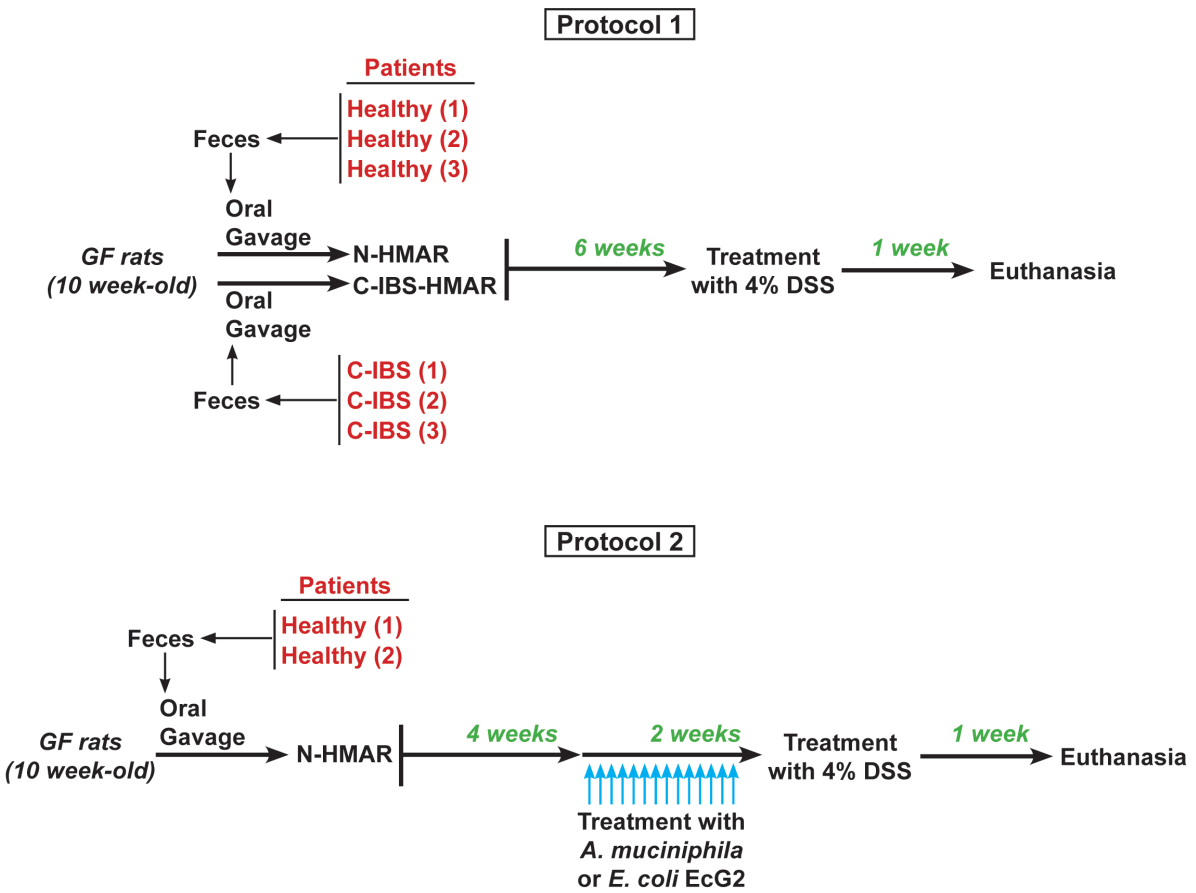 Protocol 1
Patients
Healthy (1)
Healthy (2)
Healthy (3)
Feces
Oral
Gavage
GF rats
(10 week-old)
N-HMAR
C-IBS-HMAR
6 weeks
Treatment
with 4% DSS
1 week
Euthanasia
Oral
Gavage
Feces
C-IBS (1)
C-IBS (2)
C-IBS (3)
Protocol 2
Patients
Healthy (1)
Healthy (2)
Feces
Oral
Gavage
GF rats
(10 week-old)
N-HMAR
4 weeks
2 weeks
Treatment
with 4% DSS
1 week
Euthanasia
Treatment with
A. muciniphila
or E. coli EcG2